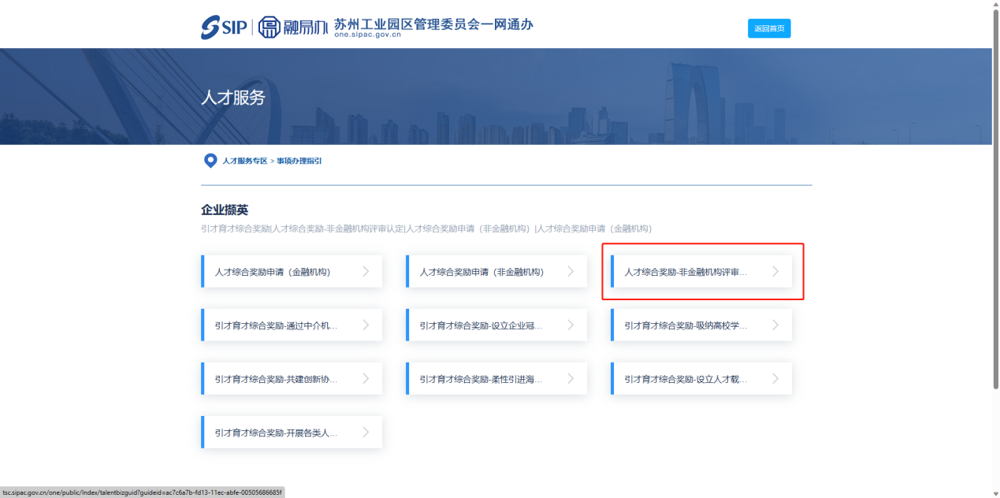 SIP 融易办 苏州工业园区管理委员会一网通办
one.sipac.gov.cn
返回首页
人才服务
人才服务专区 > 事项办理指引
企业撷英
引才育才综合奖励|人才综合奖励-非金融机构评审认定|人才综合奖励申请（非金融机构）|人才综合奖励申请（金融机构）
人才综合奖励申请（金融机构）
人才综合奖励申请（非金融机构）
人才综合奖励-非金融机构评审...
引才育才综合奖励-通过中介机...
引才育才综合奖励-设立企业冠...
引才育才综合奖励-吸纳高校学...
引才育才综合奖励-共建创新协...
引才育才综合奖励-柔性引进海...
引才育才综合奖励-设立人才载...
引才育才综合奖励-开展各类人...
tsc.sipac.gov.cn/one/public/Index/talentbizguid?guideid=ac7c6a7b-fd13-11ec-abfe-00505686685f